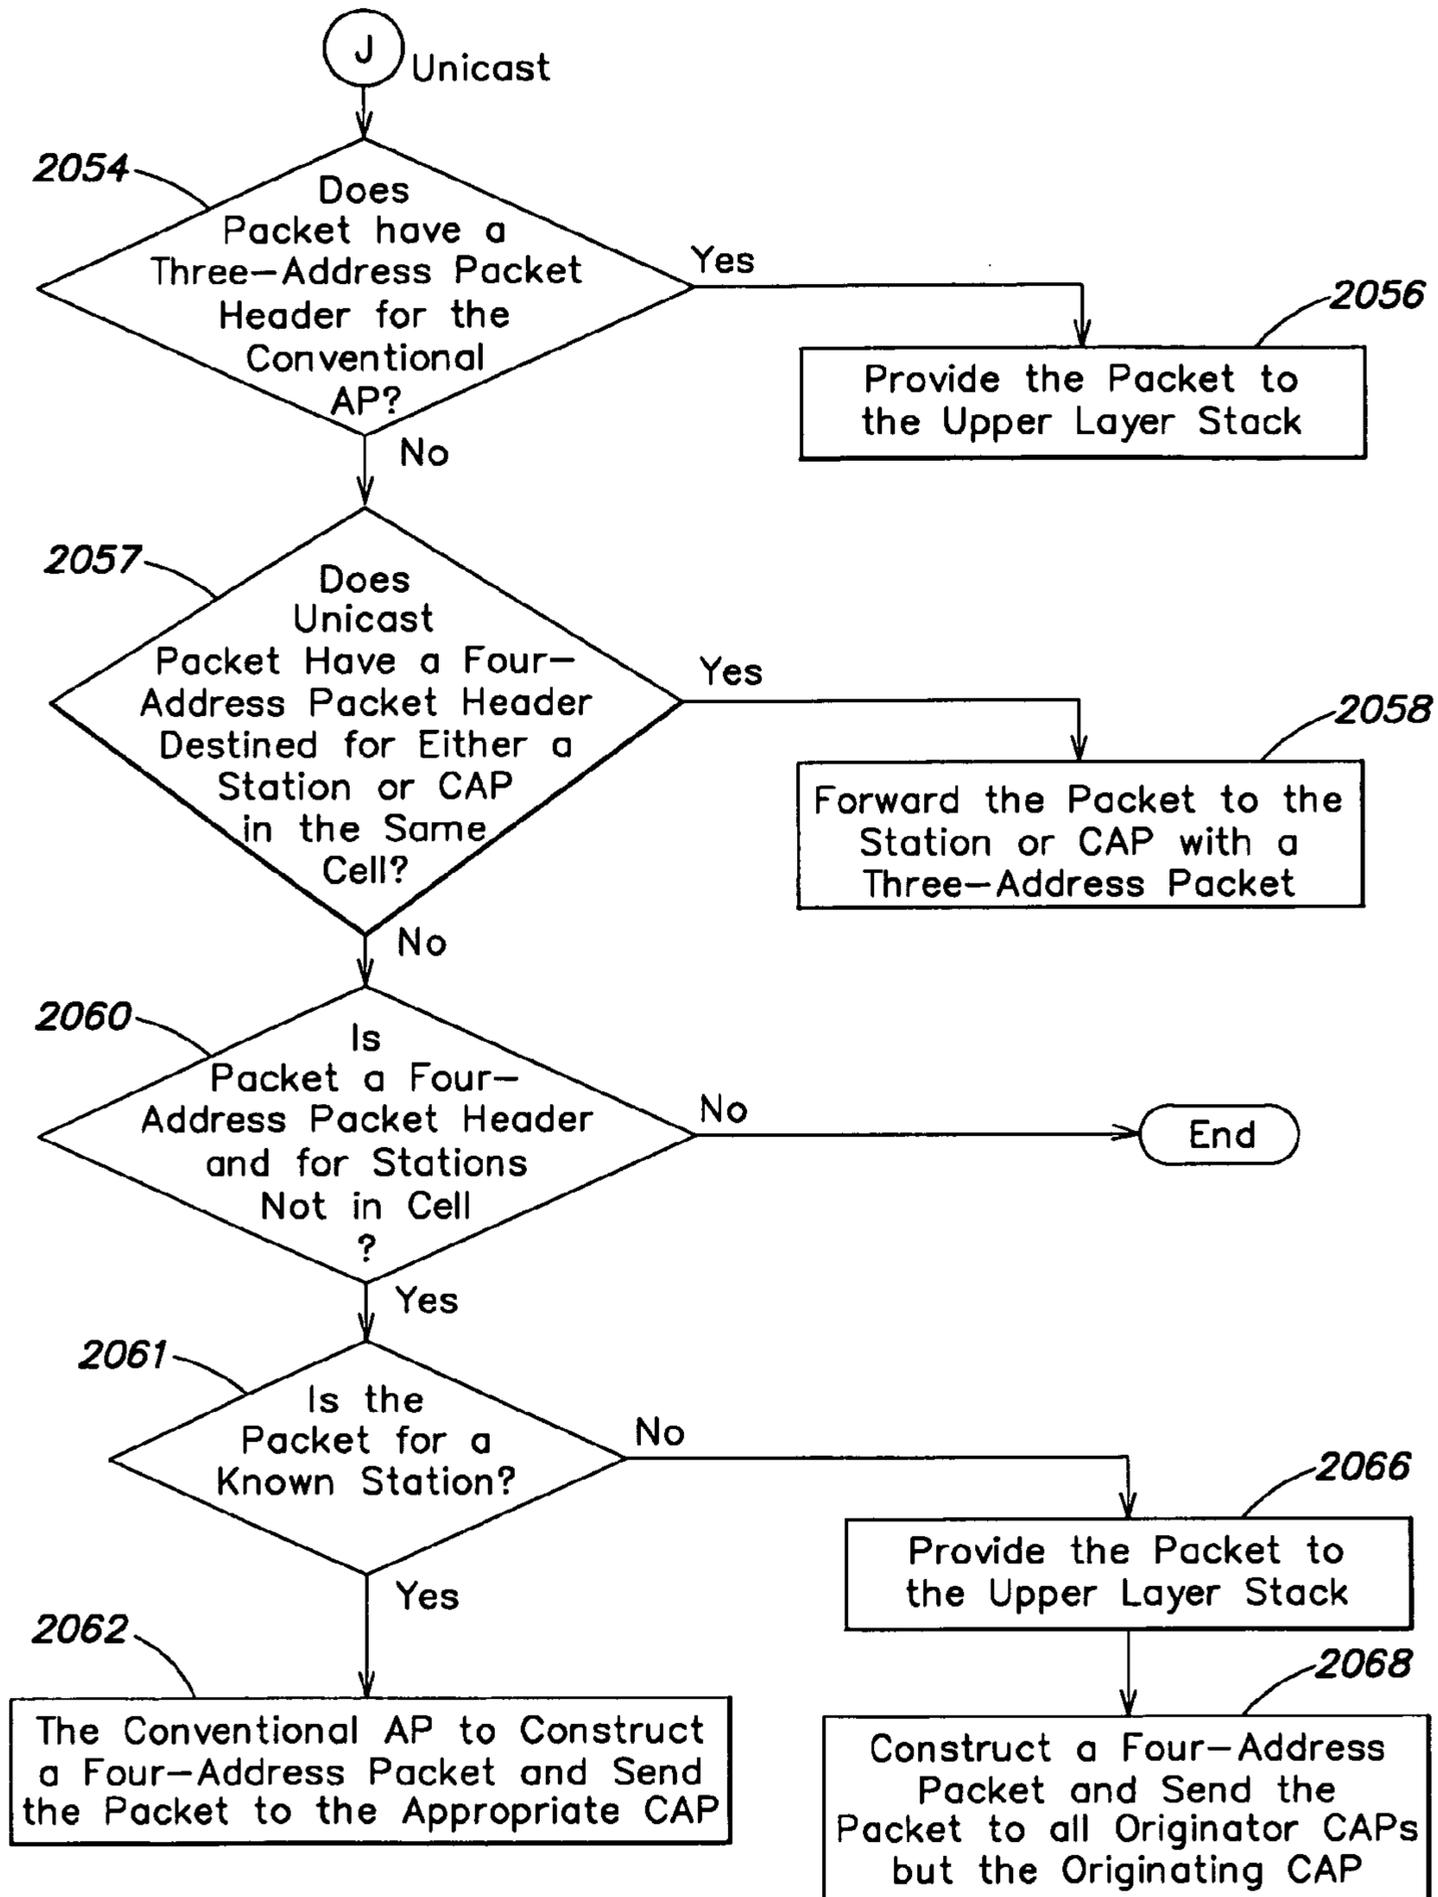 J
Unicast
2054
Does
Packet have a
Three-Address Packet
Header for the
Conventional
AP?
Yes
2056
Provide the Packet to
the Upper Layer Stack
No
2057
Does
Unicast
Packet Have a Four-
Address Packet Header
Destined for Either a
Station or CAP
in the Same
Cell?
Yes
2058
Forward the Packet to the
Station or CAP with a
Three-Address Packet
No
2060
Is
Packet a Four-
Address Packet Header
and for Stations
Not in Cell
?
No
End
Yes
2061
Is the
Packet for a
Known Station?
No
2066
Provide the Packet to
the Upper Layer Stack
Yes
2062
The Conventional AP to Construct
a Four-Address Packet and Send
the Packet to the Appropriate CAP
2068
Construct a Four-Address
Packet and Send the
Packet to all Originator CAPs
but the Originating CAP